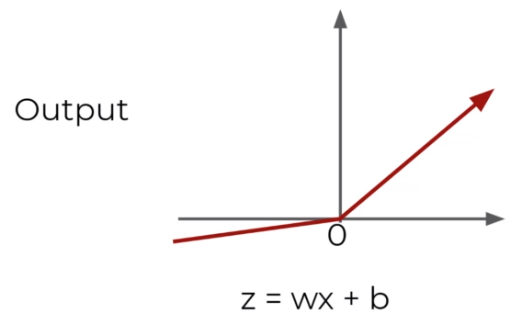 Output
0
z = wx + b